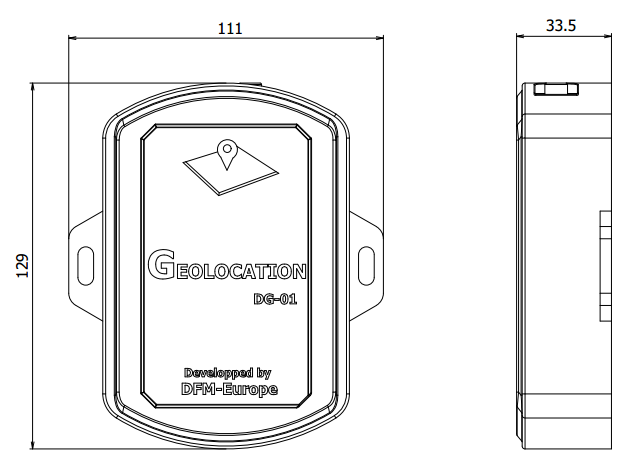 111
33.5
129
GEOLOCATION
DG-01
Developped by
DFM-Europe